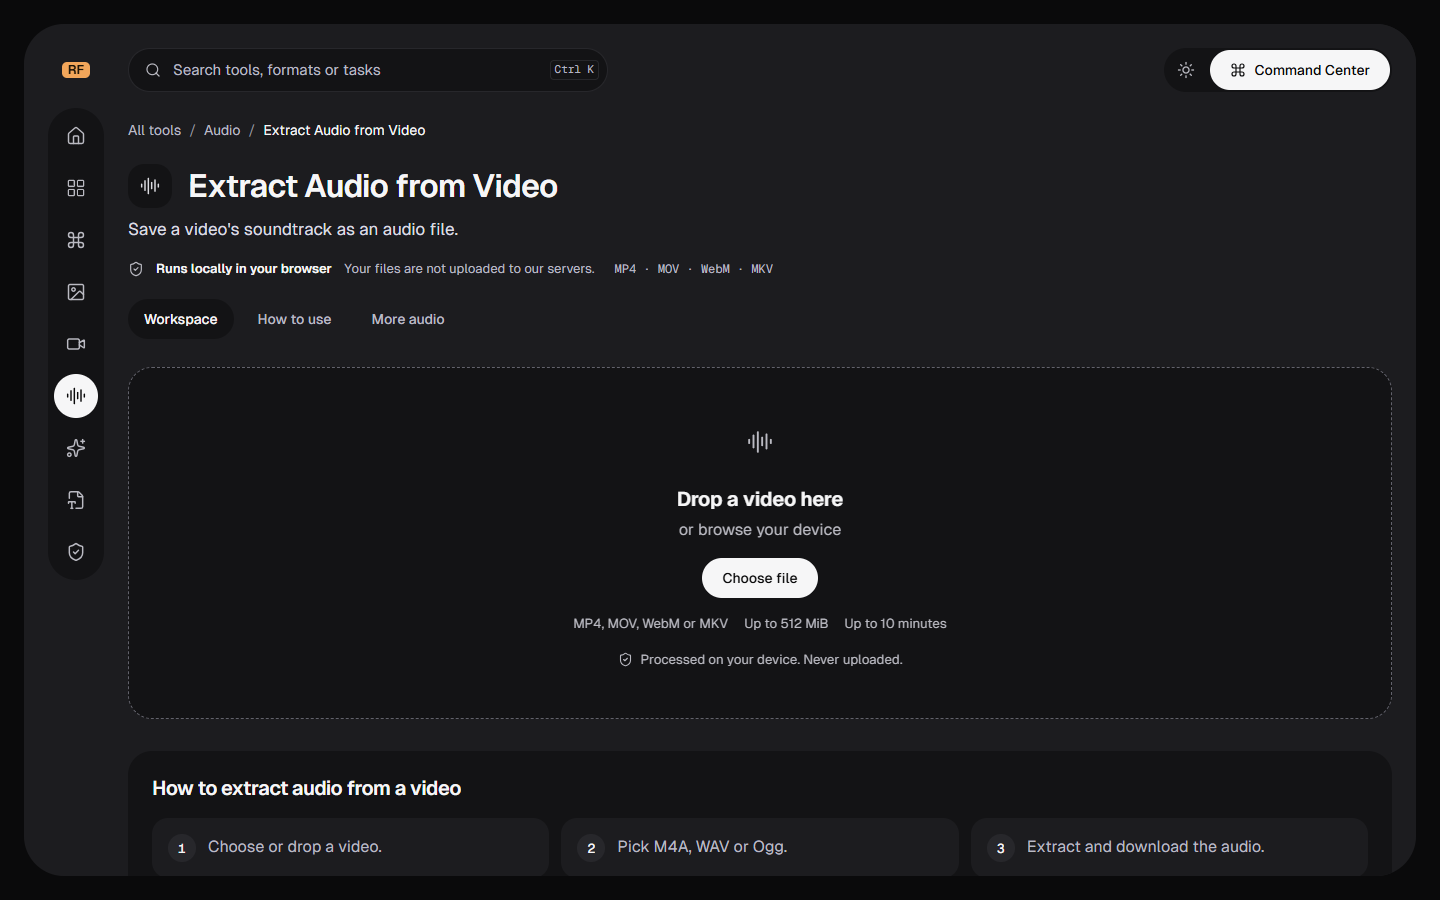 RF
Search tools, formats or tasks
Ctrl K
Command Center
All tools / Audio / Extract Audio from Video
Extract Audio from Video
Save a video's soundtrack as an audio file.
Runs locally in your browser Your files are not uploaded to our servers. MP4 · MOV · WebM · MKV
Workspace How to use More audio
Drop a video here
or browse your device
Choose file
MP4, MOV, WebM or MKV Up to 512 MiB Up to 10 minutes
Processed on your device. Never uploaded.
How to extract audio from a video
1 Choose or drop a video.
2 Pick M4A, WAV or Ogg.
3 Extract and download the audio.